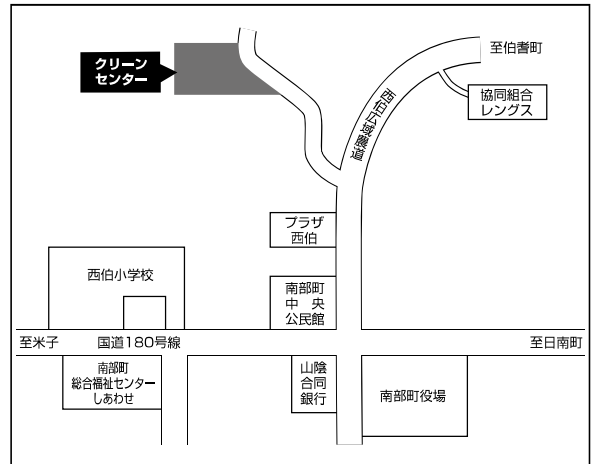 至伯耆町
クリーン
センター
協同組合
レングス
西伯広域農道
プラザ
西伯
西伯小学校
南部町
中　央
公民館
至米子
国道180号線
至日南町
南部町
総合福祉センター
しあわせ
山陰
合同
銀行
南部町役場